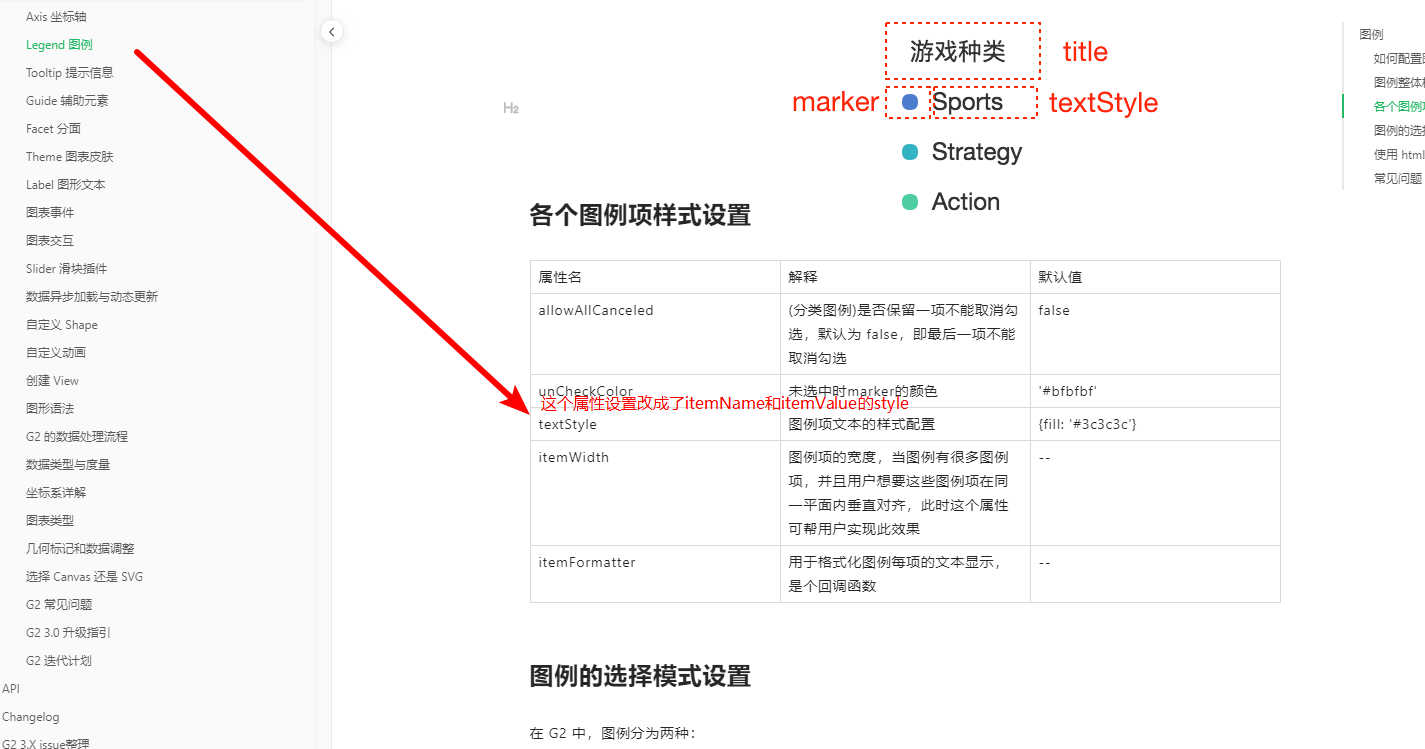 Axis 坐标轴
Legend 图例
Tooltip 提示信息
Guide 辅助元素
Facet 分面
Theme 图表皮肤
Label 图形文本
图表事件
图表交互
Slider 滑块插件
数据异步加载与动态更新
自定义 Shape
自定义动画
创建 View
图形语法
G2 的数据处理流程
数据类型与度量
坐标系详解
图表类型
几何标记和数据调整
选择 Canvas 还是 SVG
G2 常见问题
G2 3.0 升级指引
G2 迭代计划
API
Changelog
G2 3.X issue整理
H2
游戏种类
title
marker
Sports
textStyle
Strategy
Action
各个图例项样式设置
属性名 解释 默认值
allowAllCanceled (分类图例)是否保留一项不能取消勾 false
选，默认为 false，即最后一项不能
取消勾选
unCheckColor 未选中时marker的颜色 '#bfbfbf'
这个属性设置改成了itemName和itemValue的style
textStyle 图例项文本的样式配置 {fill: '#3c3c3c'}
itemWidth 图例项的宽度，当图例有很多图例 --
项，并且用户想要这些图例项在同
一平面内垂直对齐，此时这个属性
可帮用户实现此效果
itemFormatter 用于格式化图例每项的文本显示， --
是个回调函数
图例的选择模式设置
在 G2 中，图例分为两种：
图例
如何配置
图例整体
各个图例
图例的选
使用 html
常见问题